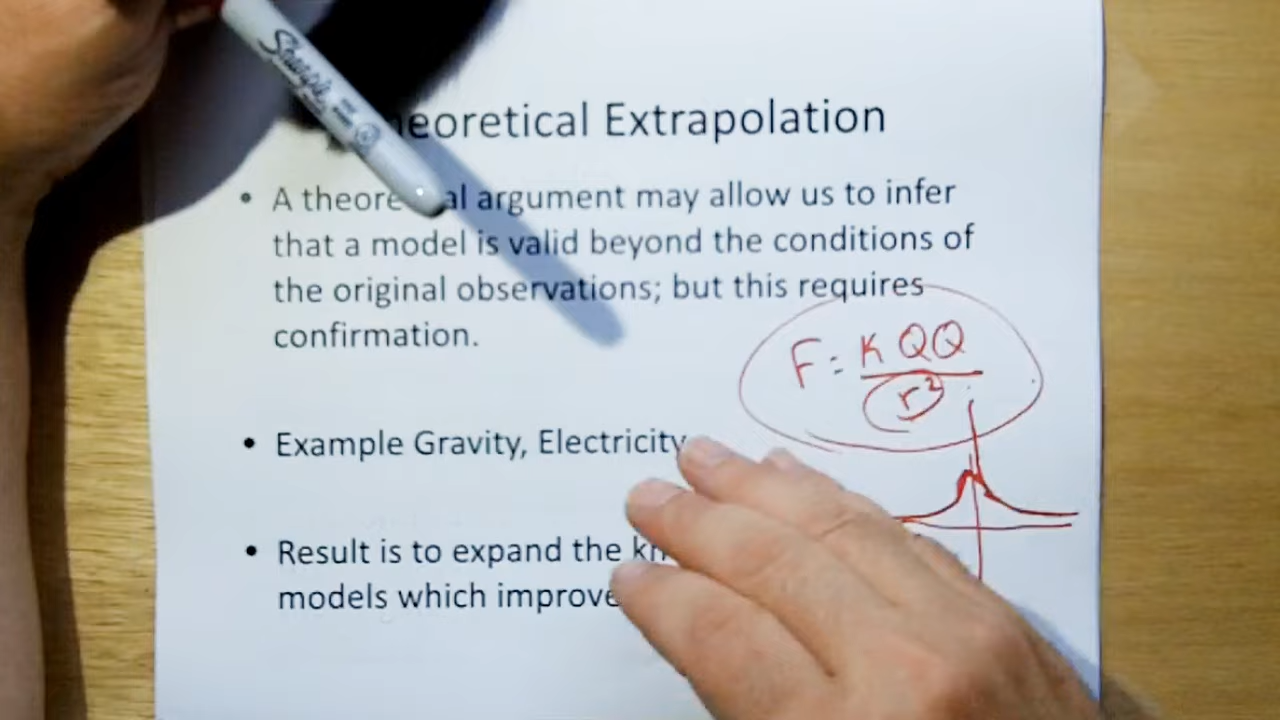 Sharpie
eoretical Extrapolation
• A theore al argument may allow us to infer
that a model is valid beyond the conditions of
the original observations; but this requires
confirmation.
F = K QQ
r²
• Example Gravity, Electricity
• Result is to expand the kn
models which improve